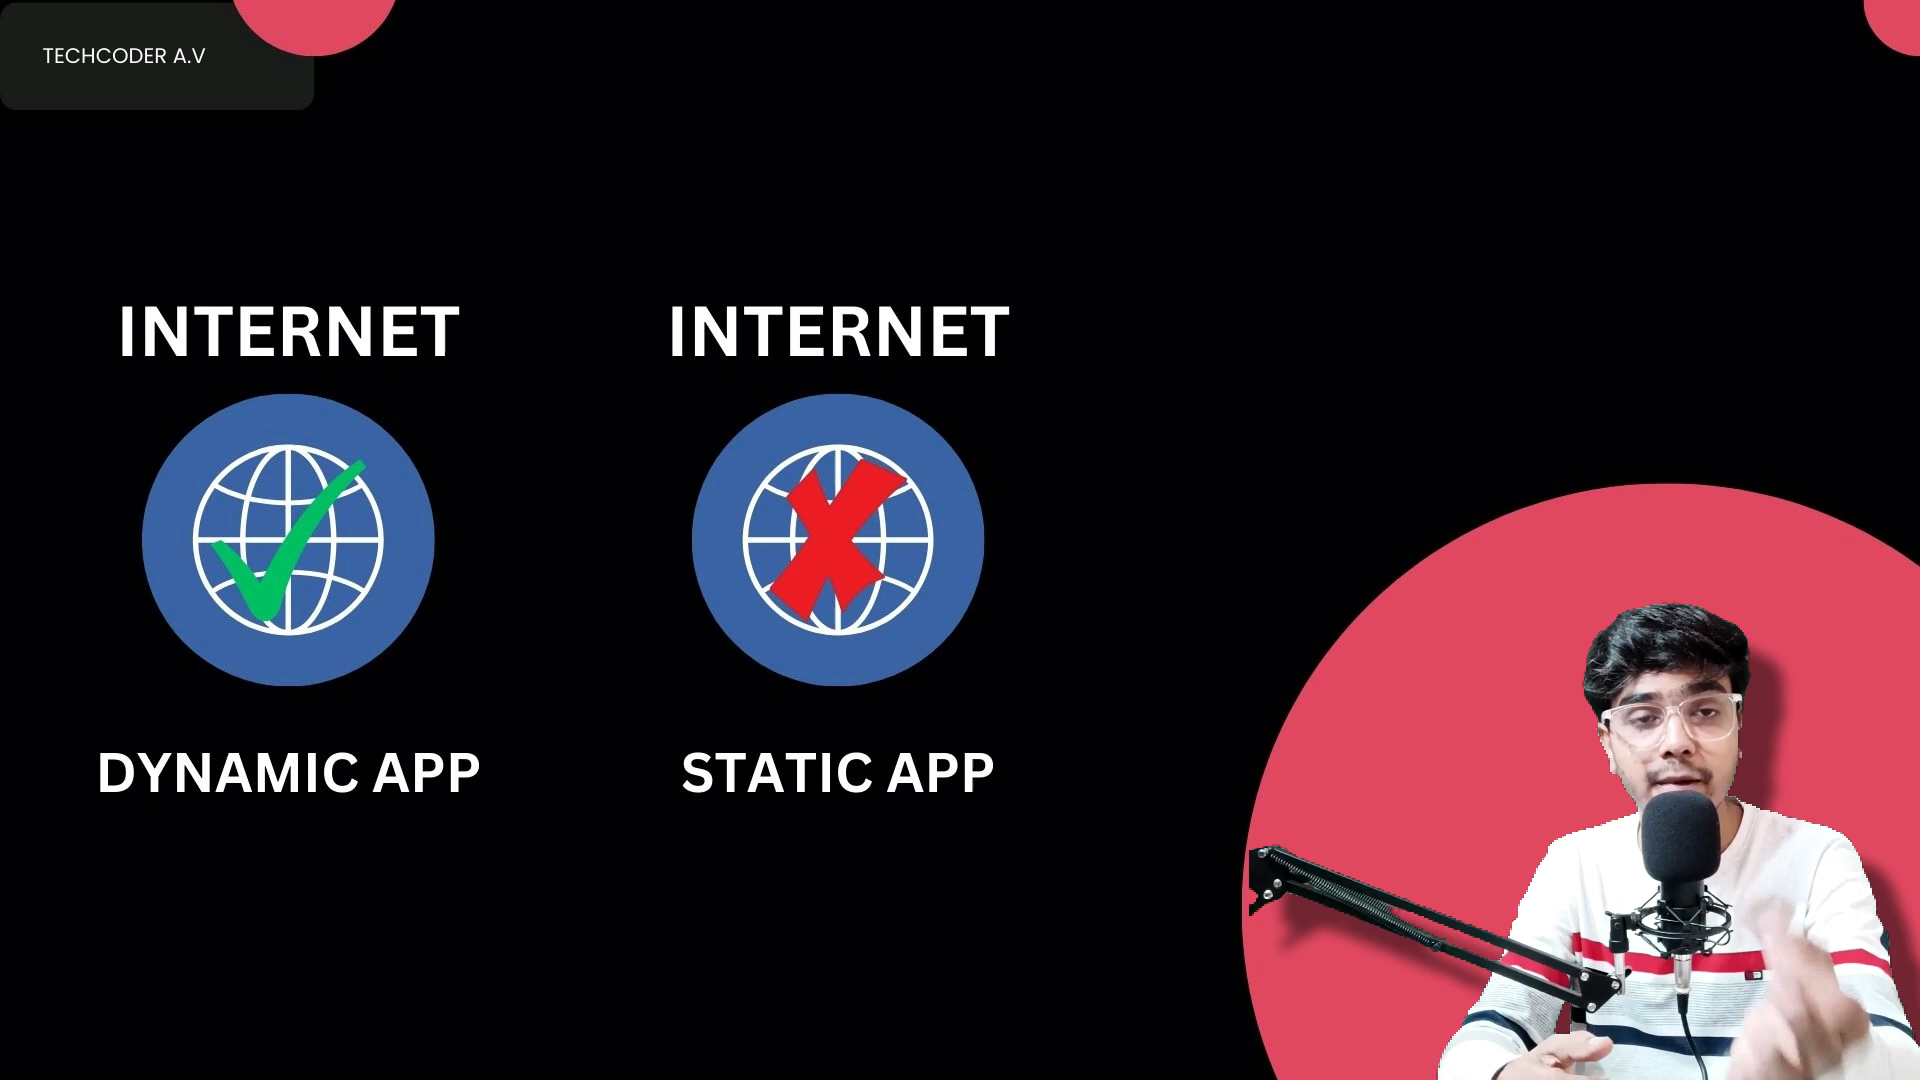 TECHCODER A.V
INTERNET
INTERNET
DYNAMIC APP
STATIC APP